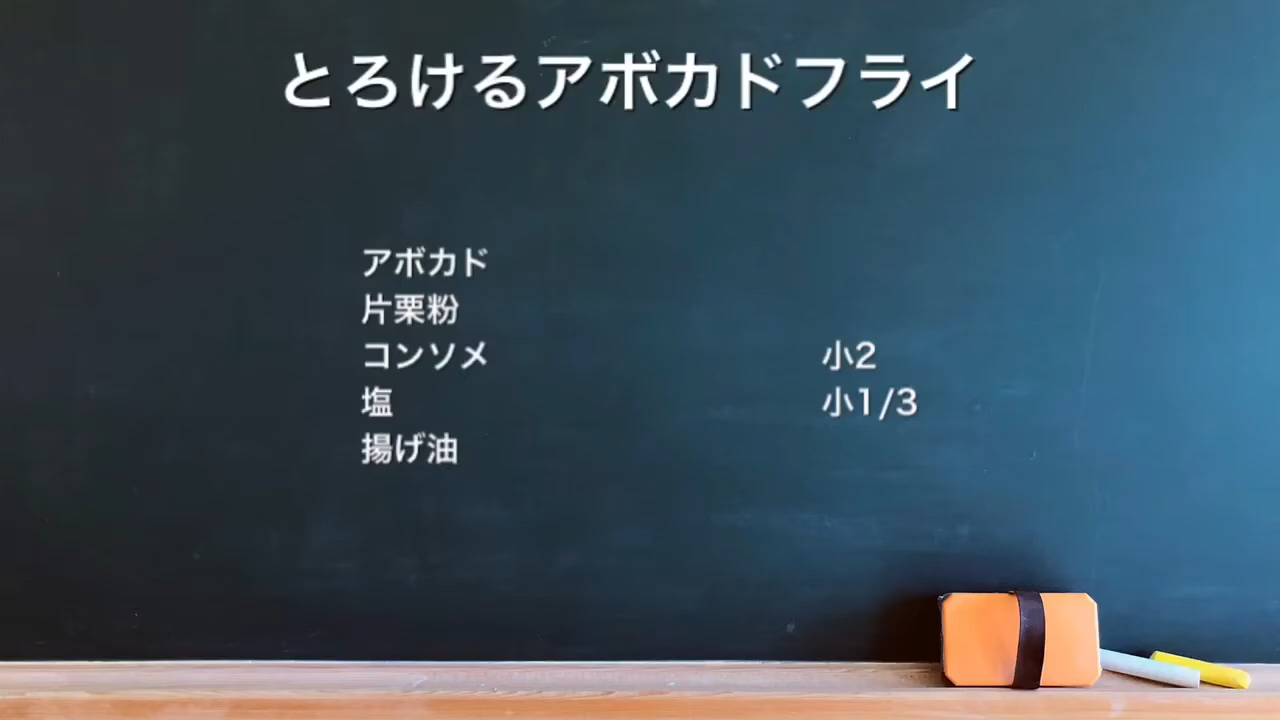 とろけるアボカドフライ
アボカド
片栗粉
コンソメ 小2
塩 小1/3
揚げ油